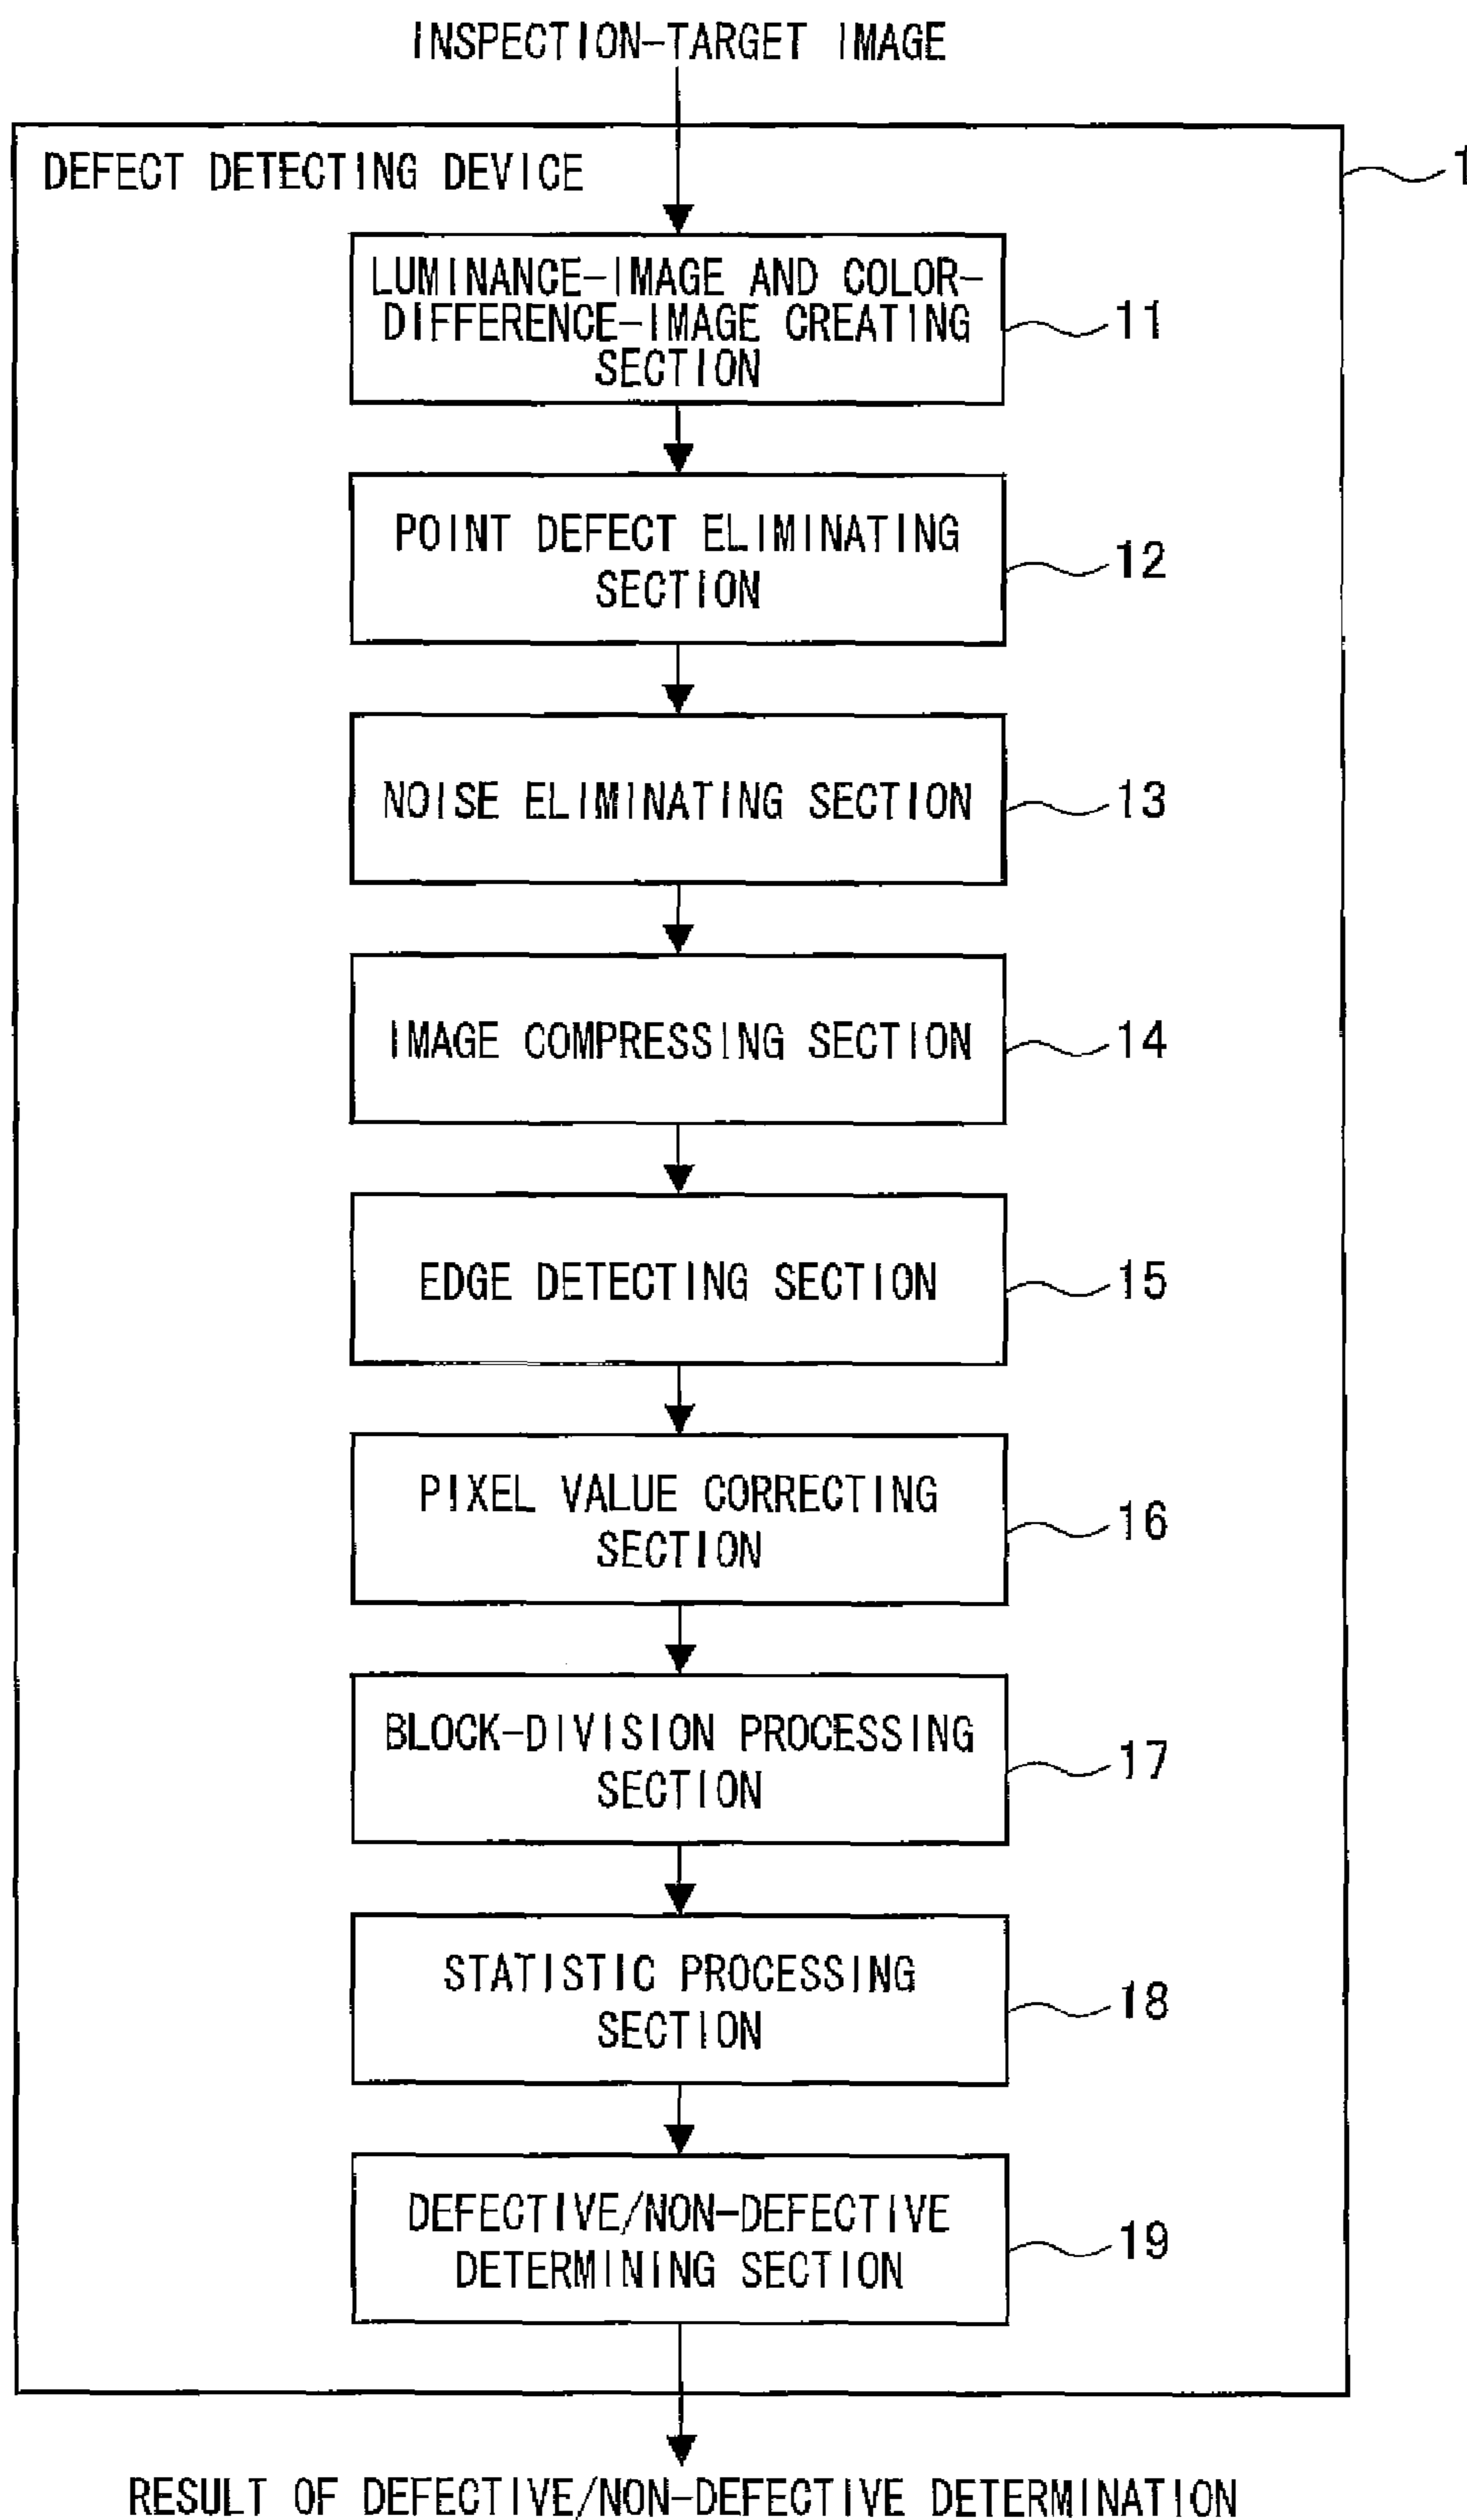 INSPECTION-TARGET IMAGE
DEFECT DETECTING DEVICE
1
LUMINANCE-IMAGE AND COLOR-
DIFFERENCE-IMAGE CREATING
SECTION
11
POINT DEFECT ELIMINATING
SECTION
12
NOISE ELIMINATING SECTION
13
IMAGE COMPRESSING SECTION
14
EDGE DETECTING SECTION
15
PIXEL VALUE CORRECTING
SECTION
16
BLOCK-DIVISION PROCESSING
SECTION
17
STATISTIC PROCESSING
SECTION
18
DEFECTIVE/NON-DEFECTIVE
DETERMINING SECTION
19
RESULT OF DEFECTIVE/NON-DEFECTIVE DETERMINATION